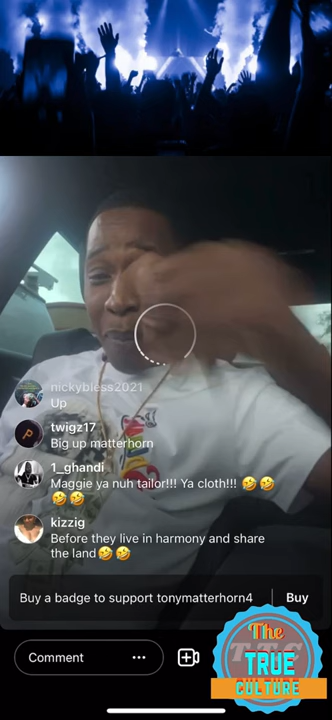 nickybless2021
Up
twigz17
Big up matterhorn
1_ghandi
Maggie ya nuh tailor!!! Ya cloth!!! 🤣🤣
🤣🤣
kizzig
Before they live in harmony and share
the land🤣🤣
Buy a badge to support tonymatterhorn4
Buy
Comment
The
TRUE
CULTURE